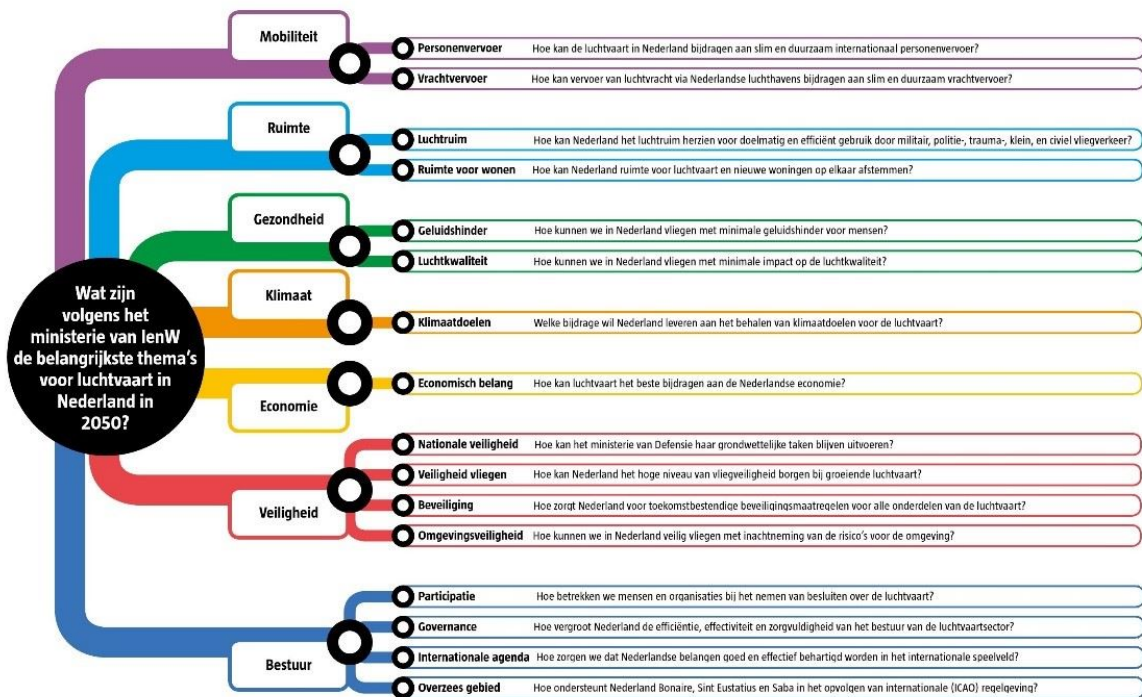 Wat zijn
volgens het
ministerie van IenW
de belangrijkste thema's
voor luchtvaart in
Nederland in
2050?
Mobiliteit
Personenvervoer Hoe kan de luchtvaart in Nederland bijdragen aan slim en duurzaam internationaal personenvervoer?
Vrachtvervoer Hoe kan vervoer van luchtvracht via Nederlandse luchthavens bijdragen aan slim en duurzaam vrachtvervoer?
Ruimte
Luchtruim Hoe kan Nederland het luchtruim herzien voor doelmatig en efficiënt gebruik door militair, politie-, trauma-, klein, en civiel vliegverkeer?
Ruimte voor wonen Hoe kan Nederland ruimte voor luchtvaart en nieuwe woningen op elkaar afstemmen?
Gezondheid
Geluidshinder Hoe kunnen we in Nederland vliegen met minimale geluidshinder voor mensen?
Luchtkwaliteit Hoe kunnen we in Nederland vliegen met minimale impact op de luchtkwaliteit?
Klimaat
Klimaatdoelen Welke bijdrage wil Nederland leveren aan het behalen van klimaatdoelen voor de luchtvaart?
Economie
Economisch belang Hoe kan luchtvaart het beste bijdragen aan de Nederlandse economie?
Veiligheid
Nationale veiligheid Hoe kan het ministerie van Defensie haar grondwettelijke taken blijven uitvoeren?
Veiligheid vliegen Hoe kan Nederland het hoge niveau van vliegveiligheid borgen bij groeiende luchtvaart?
Beveiliging Hoe zorgt Nederland voor toekomstbestendige beveiligingsmaatregelen voor alle onderdelen van de luchtvaart?
Omgevingsveiligheid Hoe kunnen we in Nederland veilig vliegen met inachtneming van de risico's voor de omgeving?
Bestuur
Participatie Hoe betrekken we mensen en organisaties bij het nemen van besluiten over de luchtvaart?
Governance Hoe vergroot Nederland de efficiëntie, effectiviteit en zorgvuldigheid van het bestuur van de luchtvaartsector?
Internationale agenda Hoe zorgen we dat Nederlandse belangen goed en effectief behartigd worden in het internationale speelveld?
Overzees gebied Hoe ondersteunt Nederland Bonaire, Sint Eustatius en Saba in het opvolgen van internationale (ICAO) regelgeving?